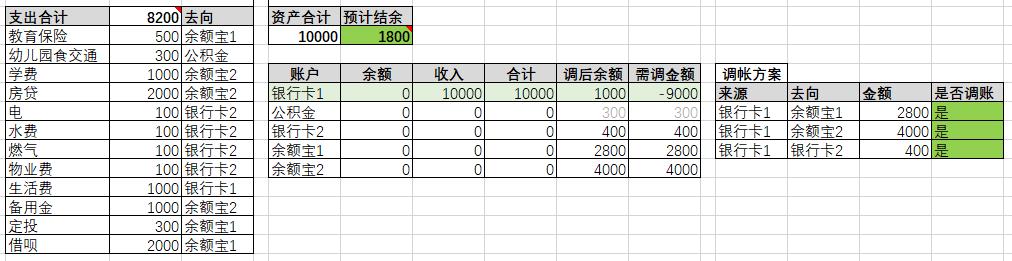 支出合计 8200 去向
教育保险 500 余额宝1
幼儿园食交通 300 公积金
学费 1000 余额宝2
房贷 2000 余额宝2
电 100 银行卡2
水费 100 银行卡2
燃气 100 银行卡2
物业费 100 银行卡2
生活费 1000 银行卡1
备用金 1000 余额宝2
定投 300 余额宝1
借呗 2000 余额宝1
资产合计 预计结余
10000 1800
账户 余额 收入 合计 调后余额 需调金额
银行卡1 0 10000 10000 1000 -9000
公积金 0 0 0 300 300
银行卡2 0 0 0 400 400
余额宝1 0 0 0 2800 2800
余额宝2 0 0 0 4000 4000
调帐方案
来源 去向 金额 是否调账
银行卡1 余额宝1 2800 是
银行卡1 余额宝2 4000 是
银行卡1 银行卡2 400 是